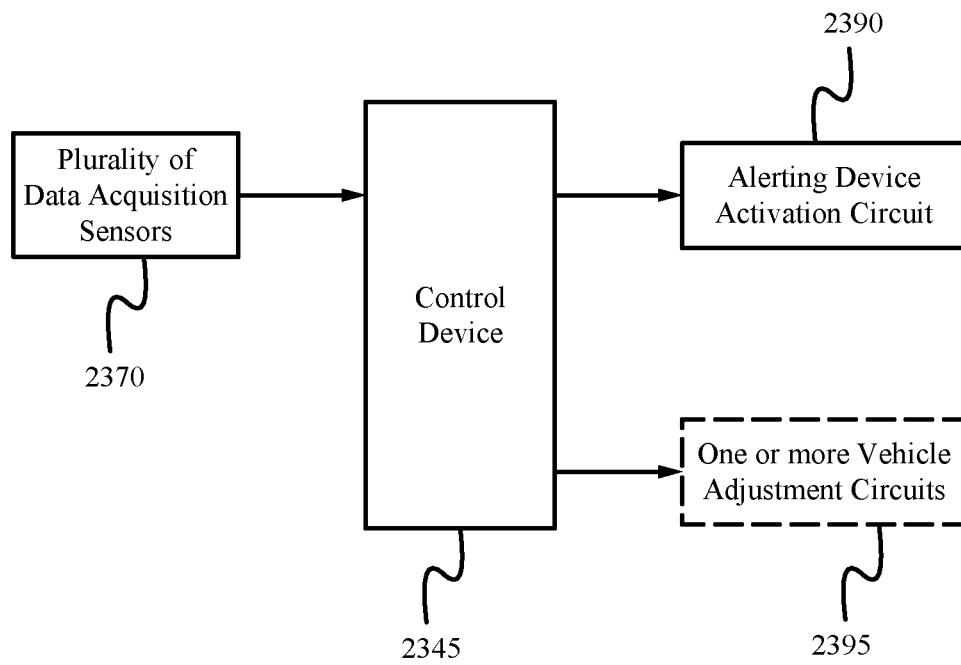 2390
Plurality of
Data Acquisition
Sensors
Alerting Device
Activation Circuit
Control
Device
2370
One or more Vehicle
Adjustment Circuits
2345
2395